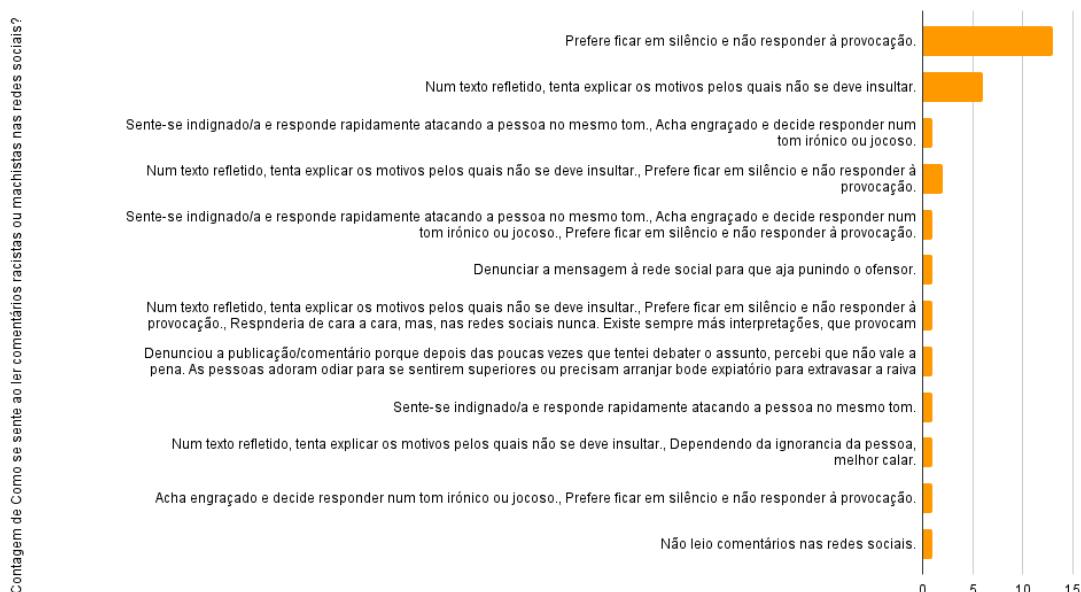 Contagem de Como se sente ao ler comentários racistas ou machistas nas redes sociais?
Prefere ficar em silêncio e não responder à provocação.
Num texto refletido, tenta explicar os motivos pelos quais não se deve insultar.
Sente-se indignado/a e responde rapidamente atacando a pessoa no mesmo tom., Acha engraçado e decide responder num
tom irónico ou jocoso.
Num texto refletido, tenta explicar os motivos pelos quais não se deve insultar., Prefere ficar em silêncio e não responder à
provocação.
Sente-se indignado/a e responde rapidamente atacando a pessoa no mesmo tom., Acha engraçado e decide responder num
tom irónico ou jocoso., Prefere ficar em silêncio e não responder à provocação.
Denunciar a mensagem à rede social para que aja punindo o ofensor.
Num texto refletido, tenta explicar os motivos pelos quais não se deve insultar., Prefere ficar em silêncio e não responder à
provocação., Respnderia de cara a cara, mas, nas redes sociais nunca. Existe sempre más interpretações, que provocam
Denunciou a publicação/comentário porque depois das poucas vezes que tentei debater o assunto, percebi que não vale a
pena. As pessoas adoram odiar para se sentirem superiores ou precisam arranjar bode expiatório para extravasar a raiva
Sente-se indignado/a e responde rapidamente atacando a pessoa no mesmo tom.
Num texto refletido, tenta explicar os motivos pelos quais não se deve insultar., Dependendo da ignorancia da pessoa,
melhor calar.
Acha engraçado e decide responder num tom irónico ou jocoso., Prefere ficar em silêncio e não responder à provocação.
Não leio comentários nas redes sociais.
0 5 10 15